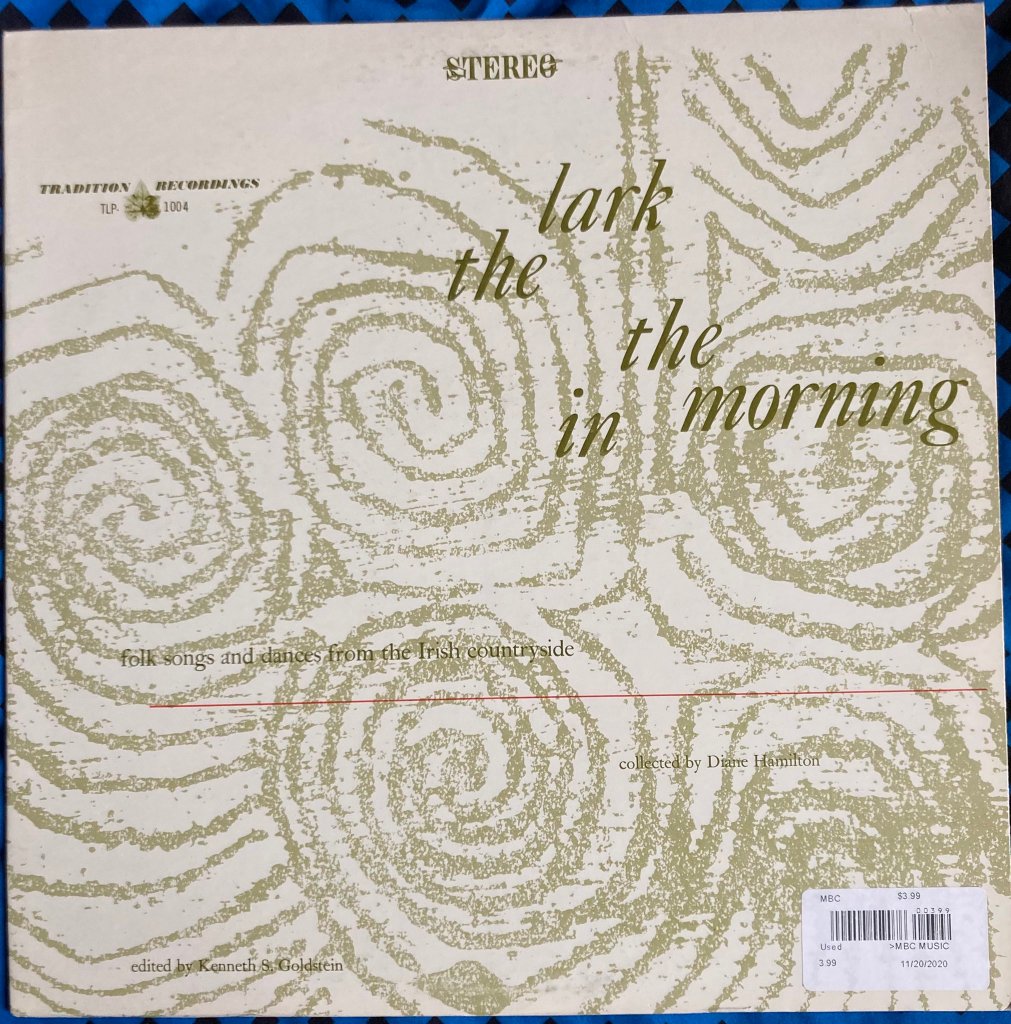 STEREO
TRADITION RECORDINGS
TLP- 1004
the lark
in the morning
folk songs and dances from the Irish countryside
collected by Diane Hamilton
edited by Kenneth S. Goldstein
MBC $3.99
00399
Used >MBC MUSIC
3.99 11/20/2020